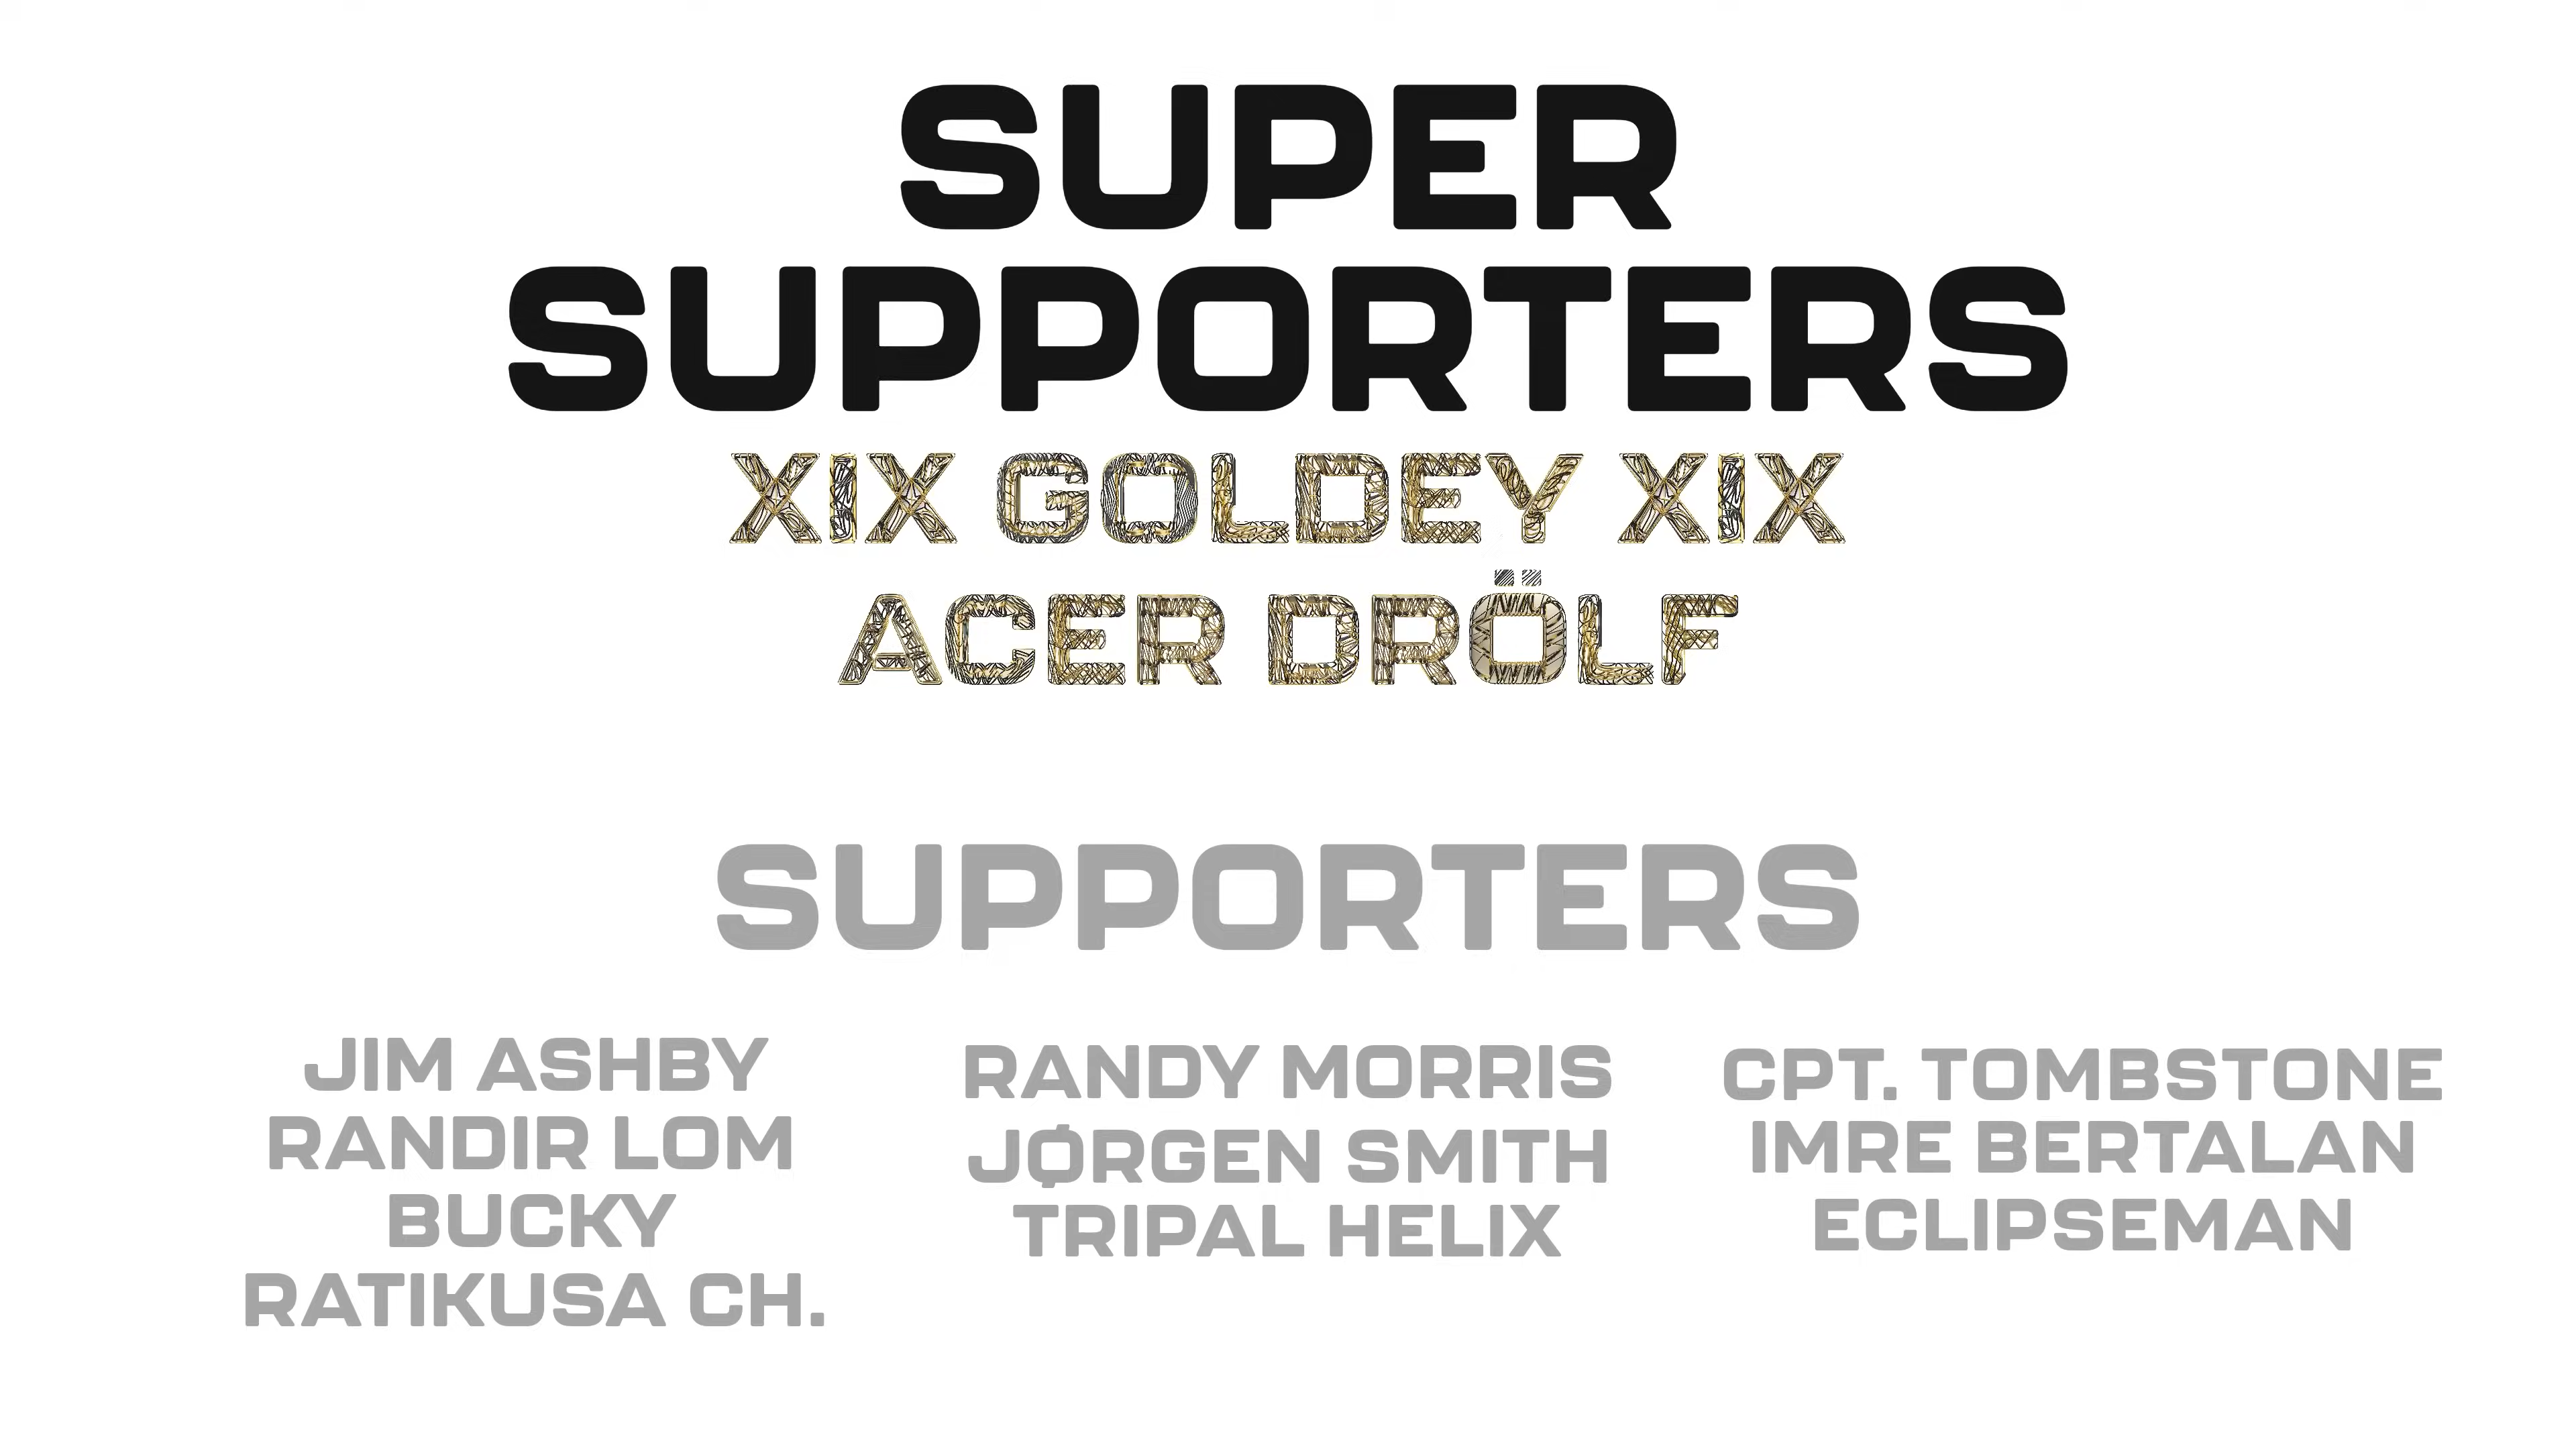 SUPER
SUPPORTERS
XIX GOLDEY XIX
ACER DRÖLF
SUPPORTERS
JIM ASHBY
RANDIR LOM
BUCKY
RATIKUSA CH.
RANDY MORRIS
JØRGEN SMITH
TRIPAL HELIX
CPT. TOMBSTONE
IMRE BERTALAN
ECLIPSEMAN